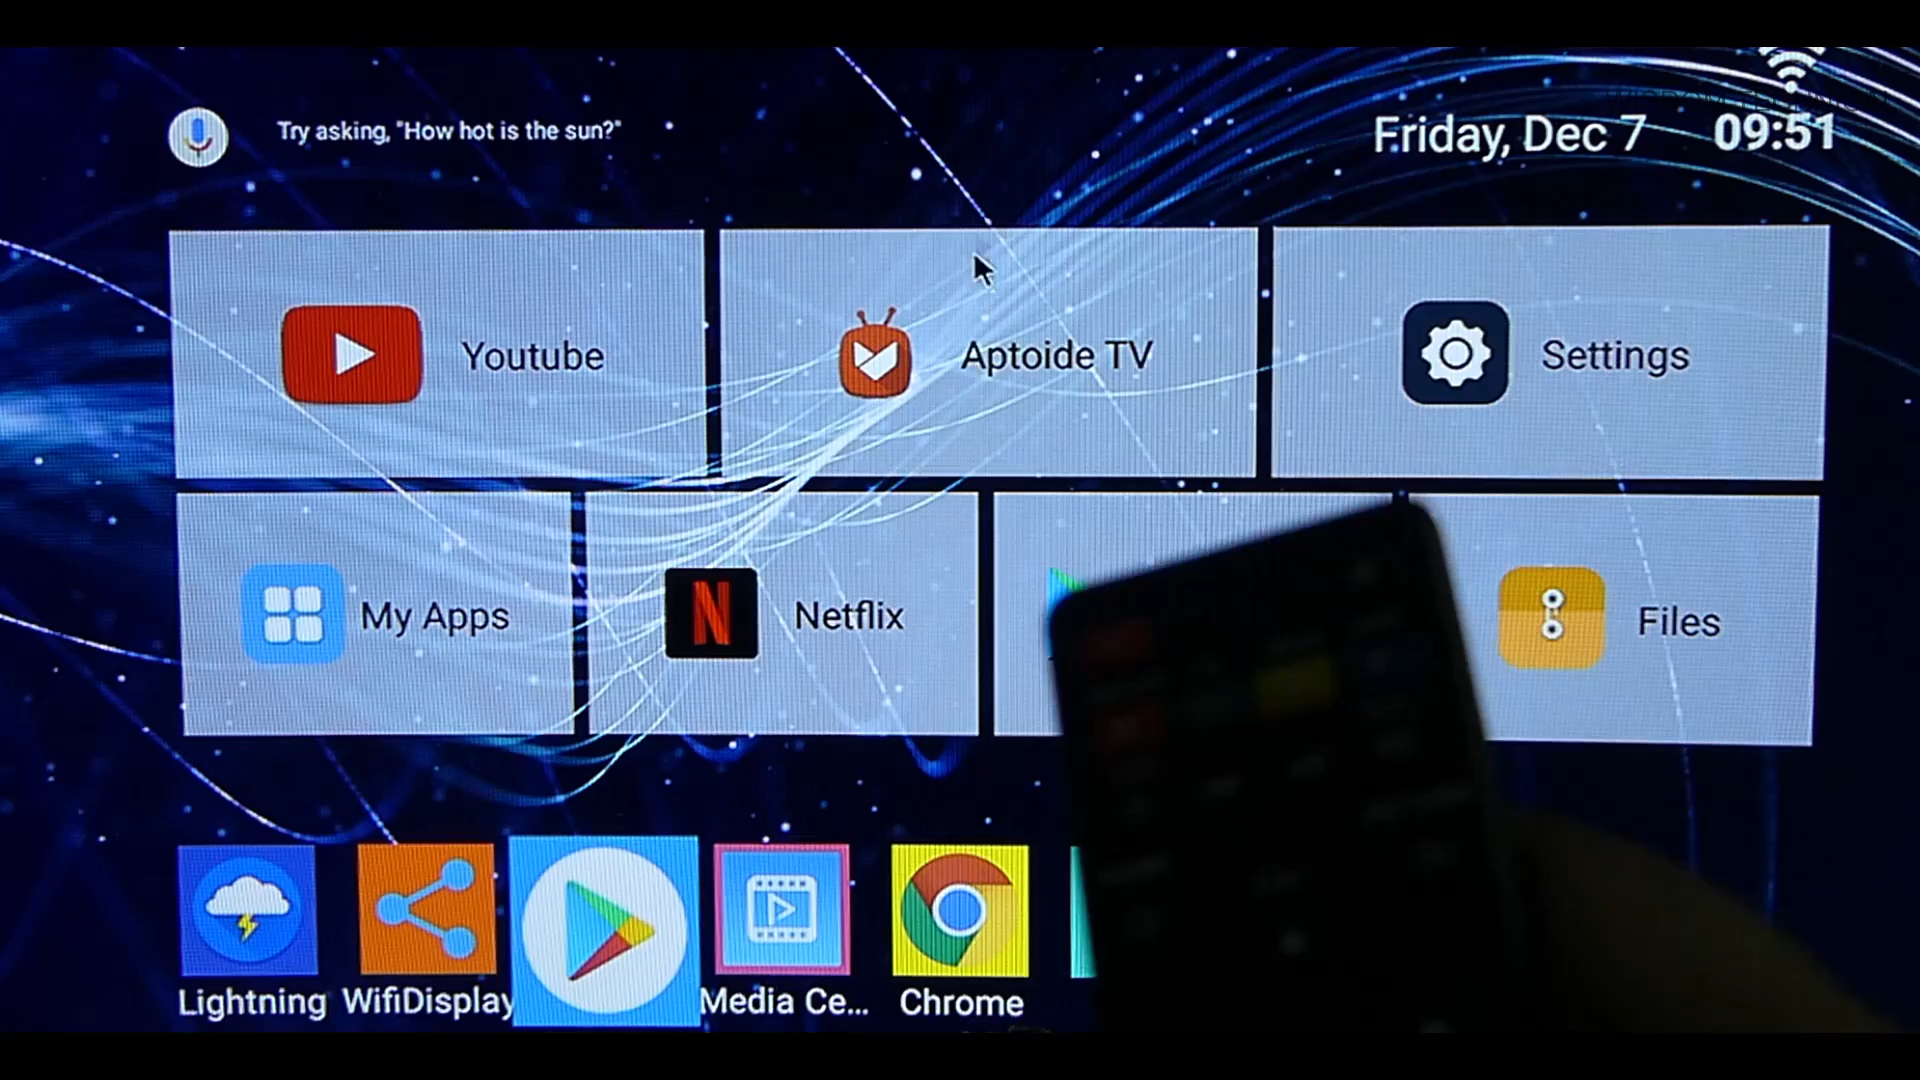 Try asking, "How hot is the sun?"
Friday, Dec 7
09:51
Youtube
Aptoide TV
Settings
My Apps
N
Netflix
Files
Lightning
WifiDisplay
Media Ce...
Chrome